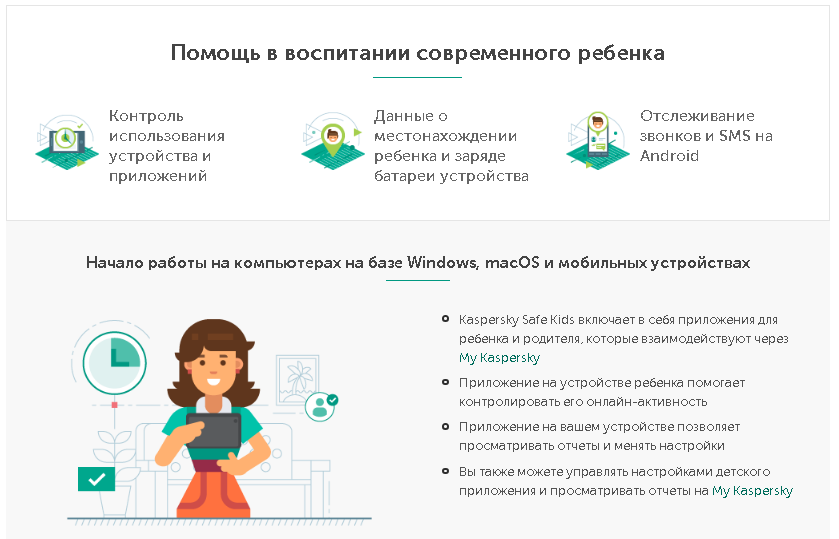 Помощь в воспитании современного ребенка
Контроль
использования
устройства и
приложений
Данные о
местонахождении
ребенка и заряде
батареи устройства
Отслеживание
звонков и SMS на
Android
Начало работы на компьютерах на базе Windows, macOS и мобильных устройствах
Kaspersky Safe Kids включает в себя приложения для
ребенка и родителя, которые взаимодействуют через
My Kaspersky
Приложение на устройстве ребенка помогает
контролировать его онлайн-активность
Приложение на вашем устройстве позволяет
просматривать отчеты и менять настройки
Вы также можете управлять настройками детского
приложения и просматривать отчеты на My Kaspersky